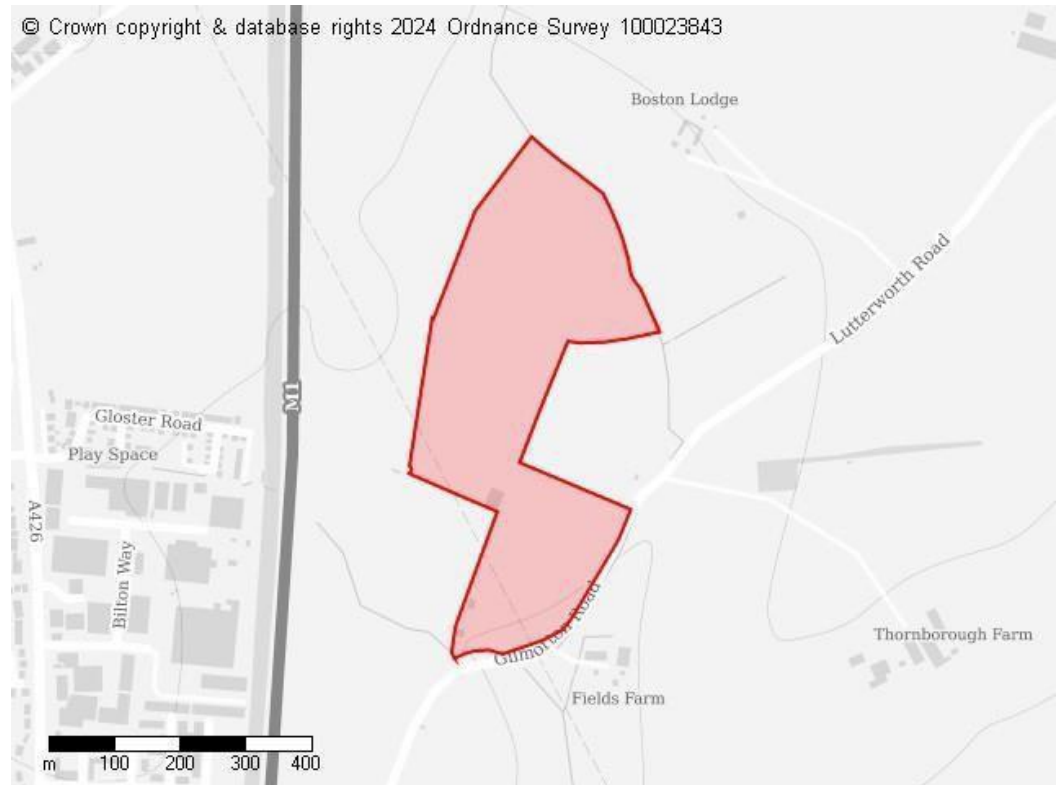 © Crown copyright & database rights 2024 Ordnance Survey 100023843
Boston Lodge
Lutterworth Road
M1
Gloster Road
Play Space
A426
Bilton Way
Gilmorton Road
Thornborough Farm
Fields Farm
m 100 200 300 400